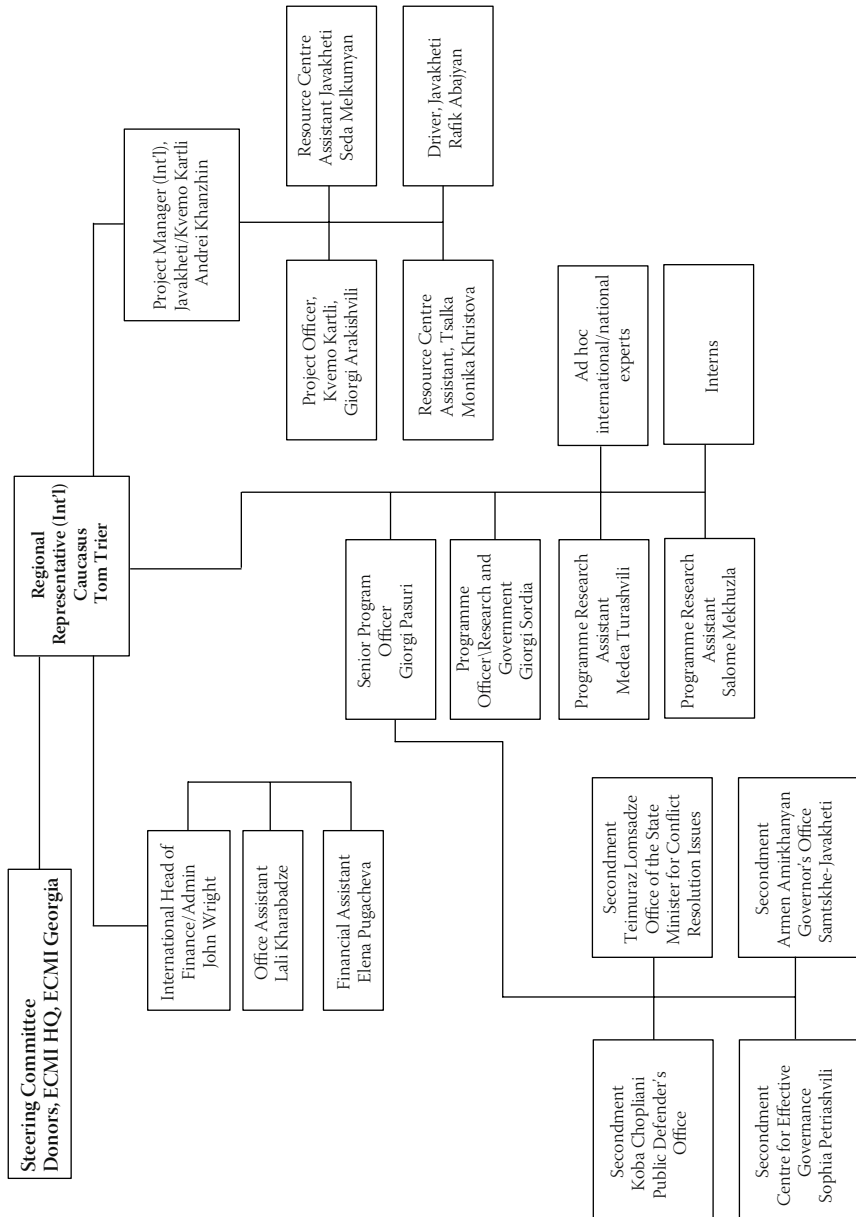 Steering Committee
Donors, ECMI HQ, ECMI Georgia
Regional
Representative (Int'l)
Caucasus
Tom Trier
International Head of
Finance/Admin
John Wright
Office Assistant
Lali Kharabadze
Financial Assistant
Elena Pugacheva
Project Manager (Int'l),
Javakheti/Kvemo Kartli
Andrei Khanzhin
Project Officer,
Kvemo Kartli,
Giorgi Arakishvili
Resource Centre
Assistant Javakheti
Seda Melkumyan
Resource Centre
Assistant, Tsalka
Monika Khristova
Driver, Javakheti
Rafik Abajyan
Senior Program
Officer
Giorgi Pasuri
Programme
Officer\Research and
Government
Giorgi Sordia
Programme Research
Assistant
Medea Turashvili
Ad hoc
international/national
experts
Programme Research
Assistant
Salome Mekhuzla
Interns
Secondment
Koba Chopliani
Public Defender's
Office
Secondment
Teimuraz Lomsadze
Office of the State
Minister for Conflict
Resolution Issues
Secondment
Centre for Effective
Governance
Sophia Petriashvili
Secondment
Armen Amirkhanyan
Governor's Office
Samtskhe-Javakheti